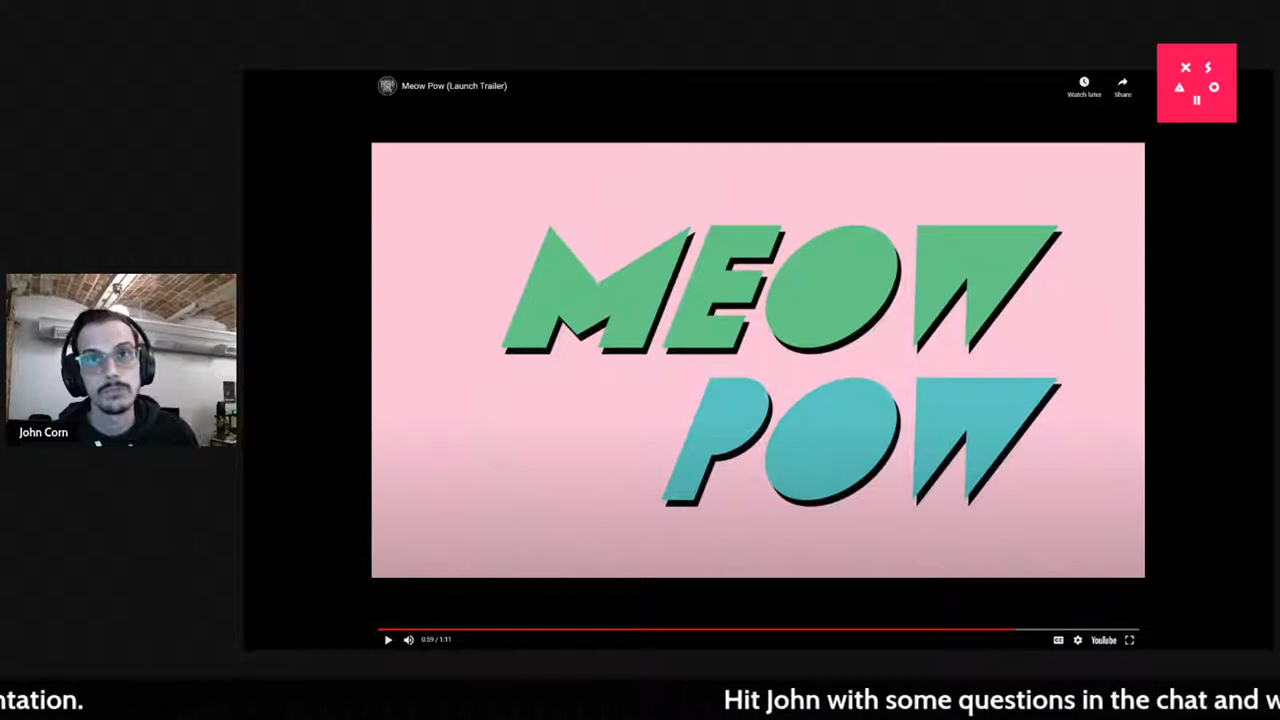 Meow Pow (Launch Trailer)
Watch later
Share
MEOW
POW
John Corn
0:59 / 1:11
YouTube
ntation.
Hit John with some questions in the chat and w